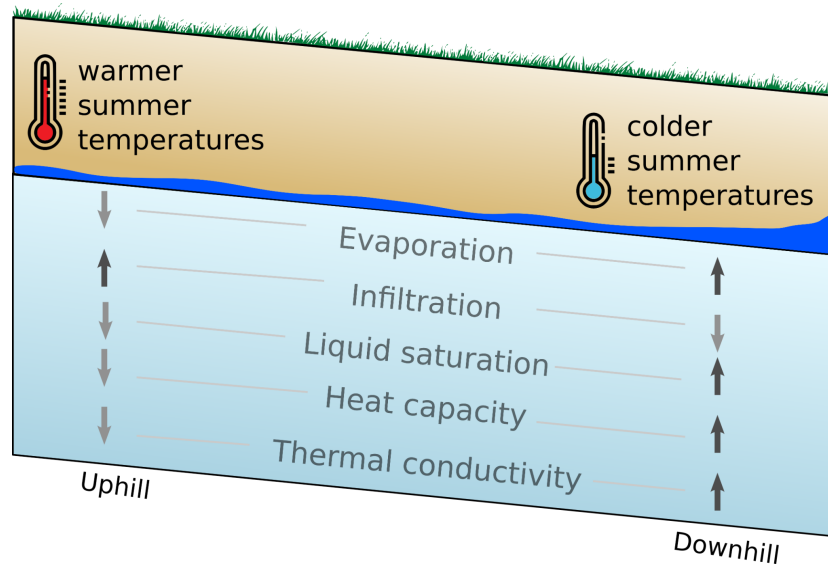 warmer
summer
temperatures
colder
summer
temperatures
Evaporation
Infiltration
Liquid saturation
Heat capacity
Thermal conductivity
Uphill
Downhill